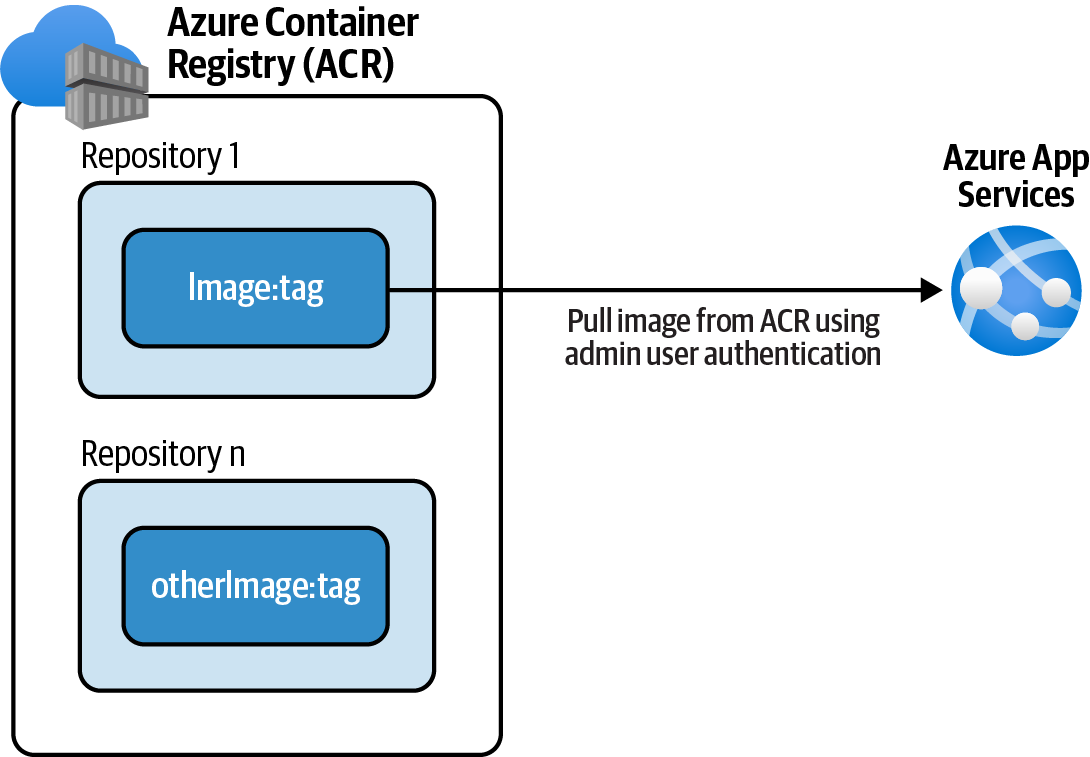 Azure Container
Registry (ACR)
Repository 1
Image:tag
Azure App
Services
Pull image from ACR using
admin user authentication
Repository n
otherImage:tag